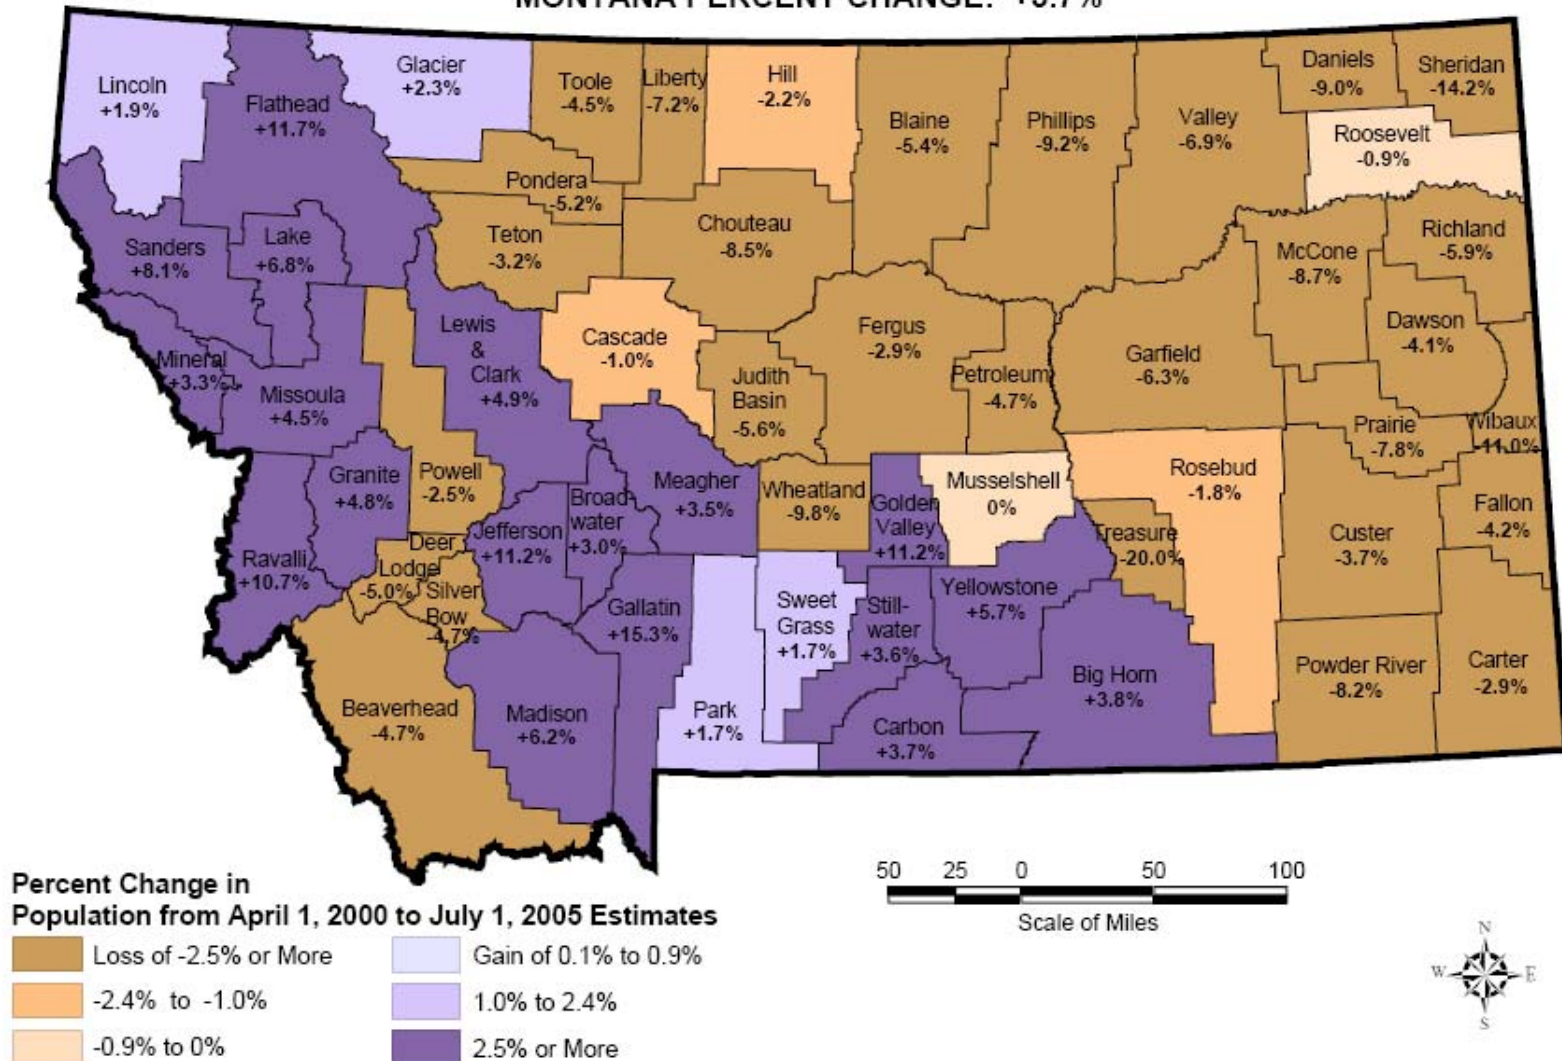 MONTANA PERCENT CHANGE:
Lincoln
+1.9%
Flathead
+11.7%
Glacier
+2.3%
Toole
-4.5%
Liberty
-7.2%
Hill
-2.2%
Blaine
-5.4%
Phillips
-9.2%
Valley
-6.9%
Daniels
-9.0%
Sheridan
-14.2%
Roosevelt
-0.9%
Pondera
-5.2%
Teton
-3.2%
Chouteau
-8.5%
Sanders
+8.1%
Lake
+6.8%
McCone
-8.7%
Richland
-5.9%
Lewis
&
Clark
+4.9%
Cascade
-1.0%
Fergus
-2.9%
Garfield
-6.3%
Dawson
-4.1%
Mineral
+3.3%
Missoula
+4.5%
Judith
Basin
-5.6%
Petroleum
-4.7%
Prairie
-7.8%
Wibaux
-11.0%
Granite
+4.8%
Powell
-2.5%
Meagher
+3.5%
Wheatland
-9.8%
Golden
Valley
+11.2%
Musselshell
0%
Rosebud
-1.8%
Fallon
-4.2%
Ravalli
+10.7%
Deer
Lodge
-5.0%
Jefferson
+11.2%
Broad
water
+3.0%
Treasure
-20.0%
Custer
-3.7%
Silver
Bow
-4.7%
Gallatin
+15.3%
Sweet
Grass
+1.7%
Still-
water
+3.6%
Yellowstone
+5.7%
Beaverhead
-4.7%
Madison
+6.2%
Park
+1.7%
Carbon
+3.7%
Big Horn
+3.8%
Powder River
-8.2%
Carter
-2.9%
Percent Change in
Population from April 1, 2000 to July 1, 2005 Estimates
Loss of -2.5% or More
-2.4% to -1.0%
-0.9% to 0%
Gain of 0.1% to 0.9%
1.0% to 2.4%
2.5% or More
50 25 0 50 100
Scale of Miles
N
W E
S